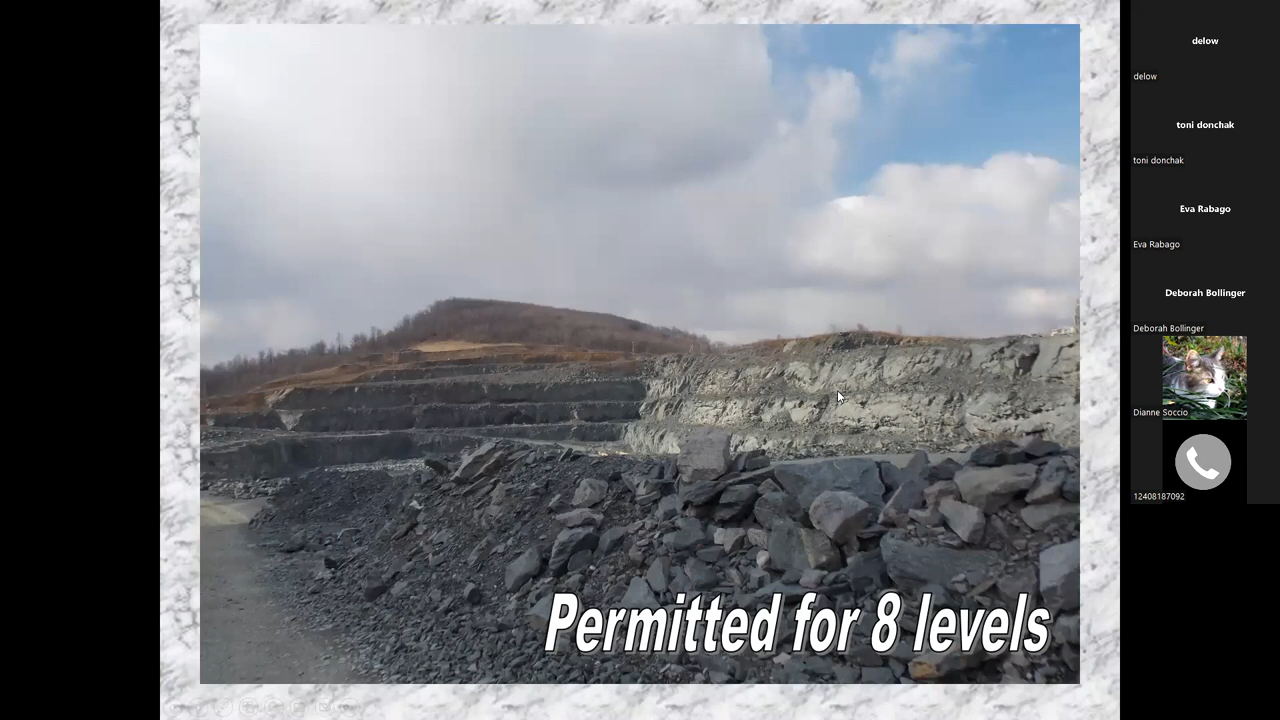 Permitted for 8 levels
delow
delow
toni donchak
toni donchak
Eva Rabago
Eva Rabago
Deborah Bollinger
Deborah Bollinger
Dianne Soccio
12408187092